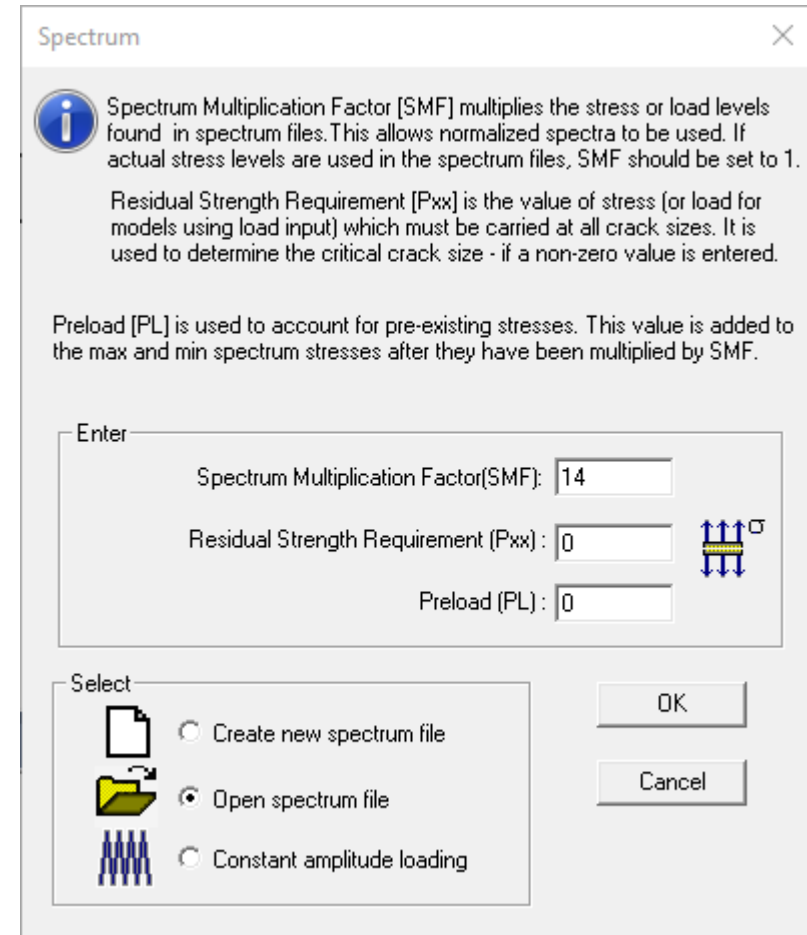 Spectrum
Spectrum Multiplication Factor [SMF] multiplies the stress or load levels
found in spectrum files.This allows normalized spectra to be used. If
actual stress levels are used in the spectrum files, SMF should be set to 1.
Residual Strength Requirement [Pxx] is the value of stress (or load for
models using load input) which must be carried at all crack sizes. It is
used to determine the critical crack size - if a non-zero value is entered.
Preload [PL] is used to account for pre-existing stresses. This value is added to
the max and min spectrum stresses after they have been multiplied by SMF.
Enter
Spectrum Multiplication Factor(SMF): 14
Residual Strength Requirement (Pxx) : 0
σ
Preload (PL) : 0
Select
Create new spectrum file
Open spectrum file
Constant amplitude loading
OK
Cancel